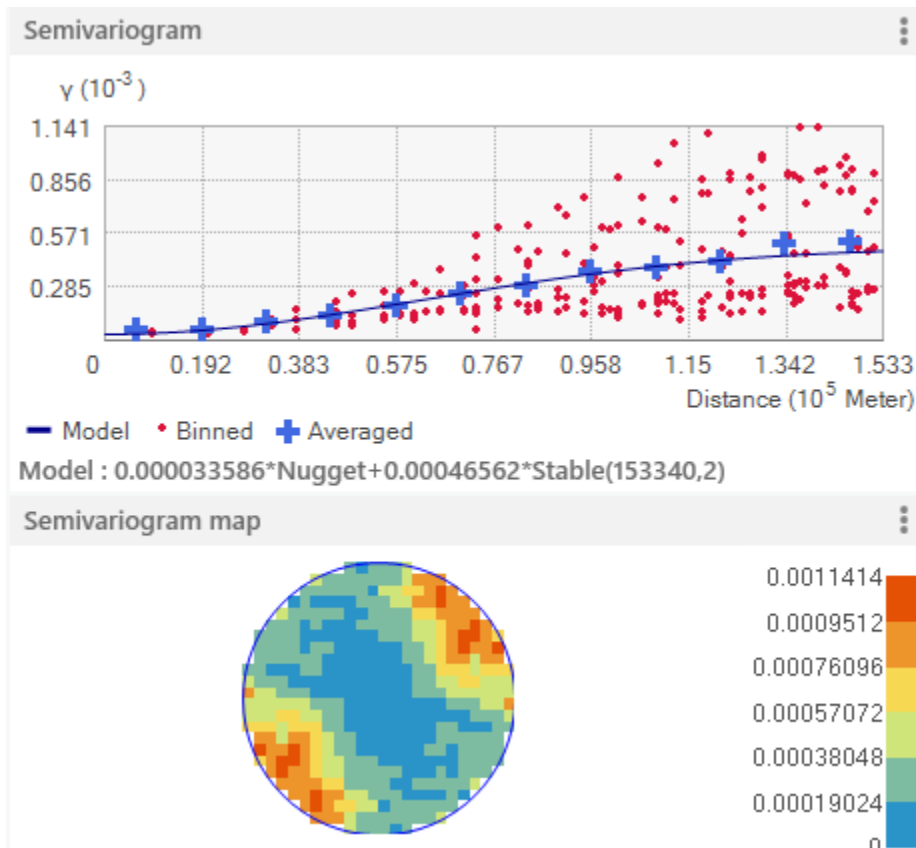 Semivariogram
γ (10⁻³)
1.141
0.856
0.571
0.285
0 0.192 0.383 0.575 0.767 0.958 1.15 1.342 1.533
Distance (10⁵ Meter)
Model Binned Averaged
Model : 0.000033586*Nugget+0.00046562*Stable(153340,2)
Semivariogram map
0.0011414
0.0009512
0.00076096
0.00057072
0.00038048
0.00019024
0